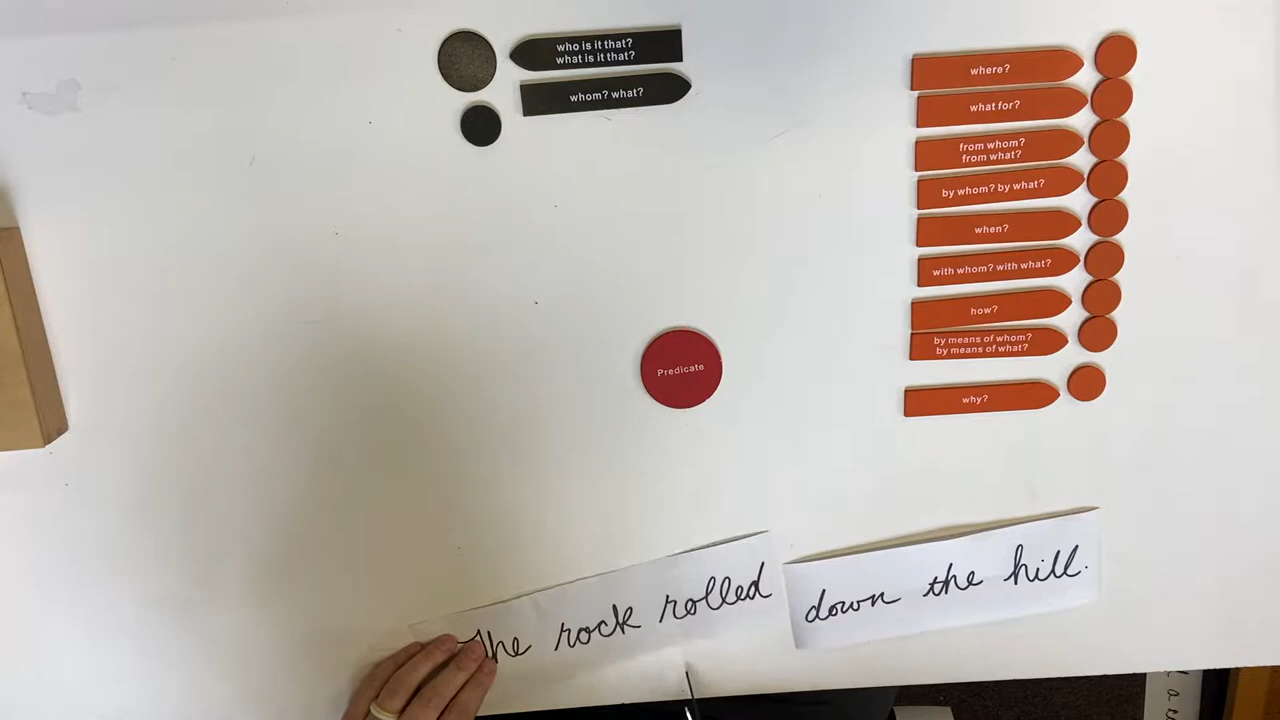 who is it that?
what is it that?
whom? what?
where?
what for?
from whom?
from what?
by whom? by what?
when?
with whom? with what?
how?
by means of whom?
by means of what?
why?
Predicate
The rock rolled down the hill.